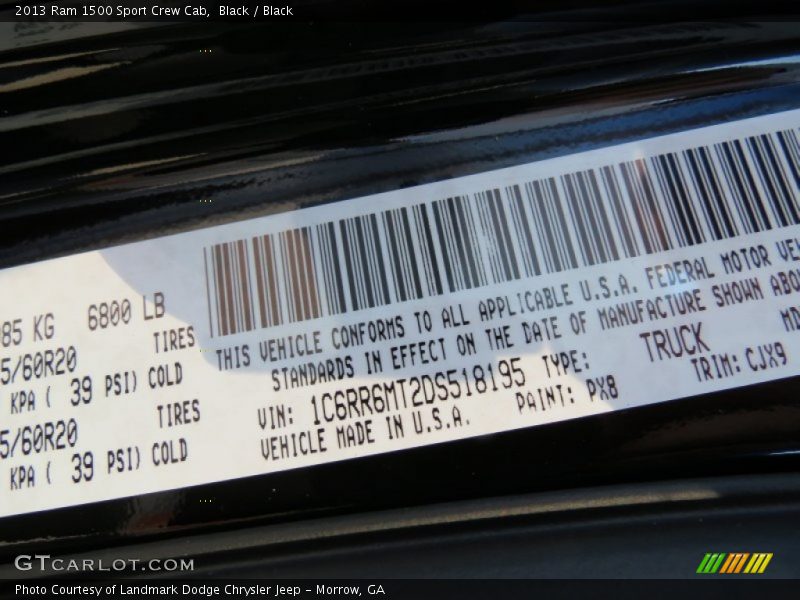 2013 Ram 1500 Sport Crew Cab,  Black / Black
85 KG 6800 LB
5/60R20 TIRES
KPA ( 39 PSI) COLD
5/60R20 TIRES
KPA ( 39 PSI) COLD
THIS VEHICLE CONFORMS TO ALL APPLICABLE U.S.A. FEDERAL MOTOR VE
STANDARDS IN EFFECT ON THE DATE OF MANUFACTURE SHOWN ABO
VIN: 1C6RR6MT2DS518195 TYPE: TRUCK MD
VEHICLE MADE IN U.S.A. PAINT: PX8 TRIM: CJX9
GTCARLOT.COM
Photo Courtesy of Landmark Dodge Chrysler Jeep – Morrow, GA